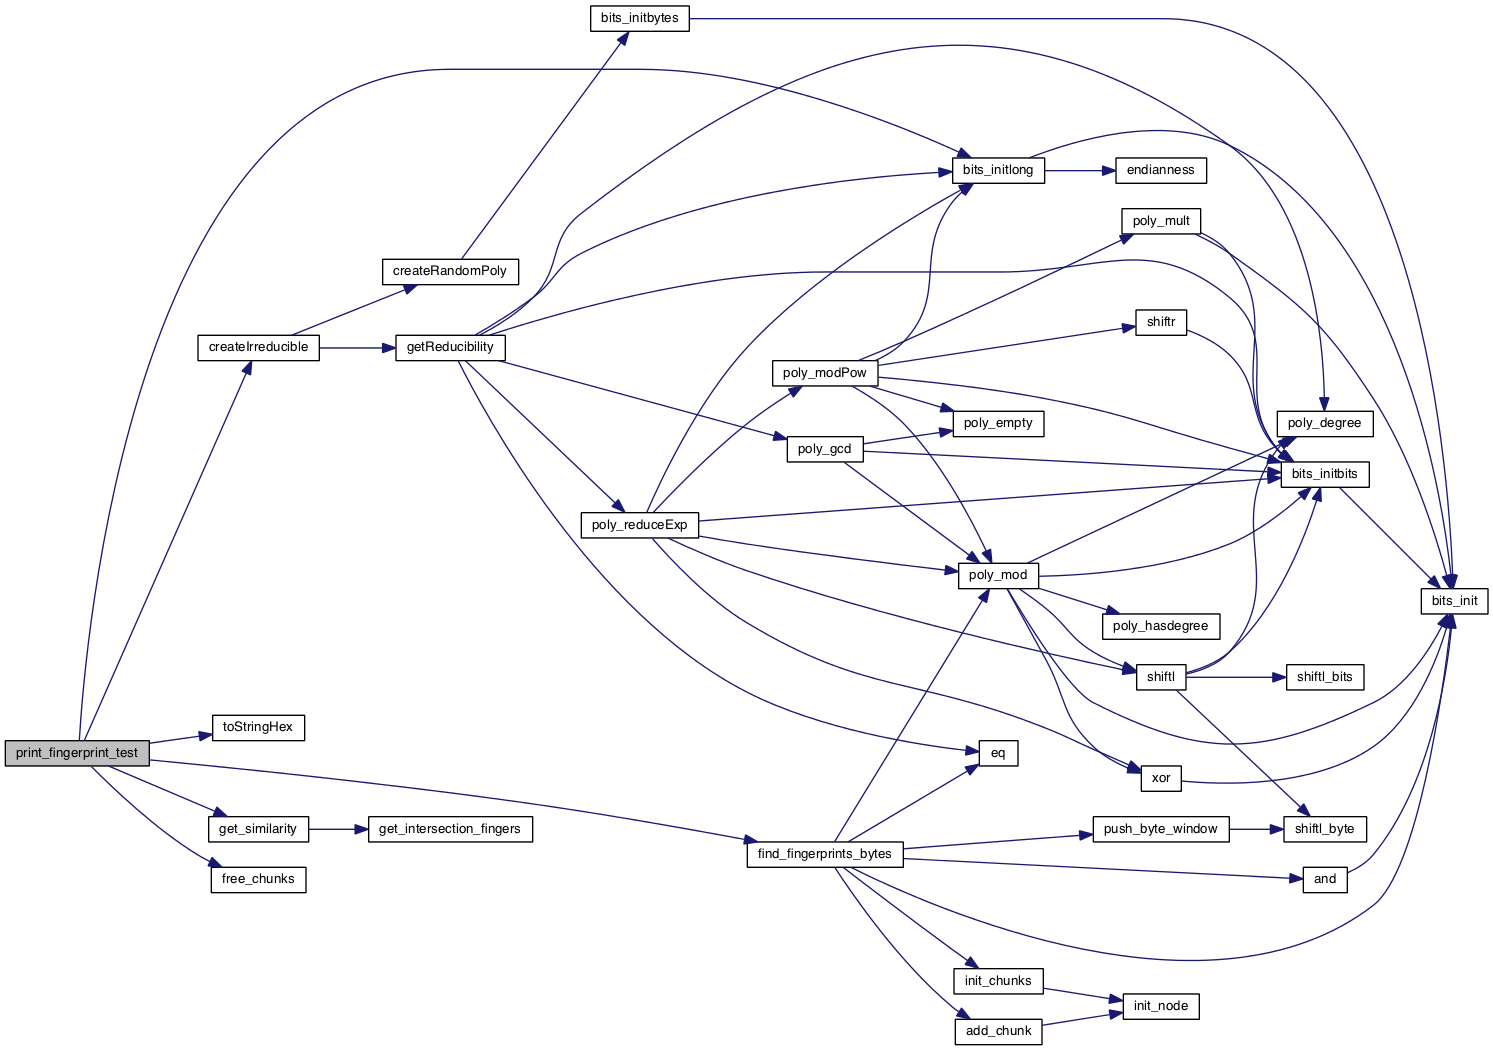 bits_initbytes
bits_initlong
endianness
poly_mult
createRandomPoly
shiftr
createIrreducible
getReducibility
poly_modPow
poly_empty
poly_degree
poly_gcd
bits_initbits
poly_reduceExp
poly_mod
bits_init
poly_hasdegree
shiftl
shiftl_bits
toStringHex
print_fingerprint_test
eq
xor
get_similarity
get_intersection_fingers
push_byte_window
shiftl_byte
find_fingerprints_bytes
free_chunks
and
init_chunks
init_node
add_chunk